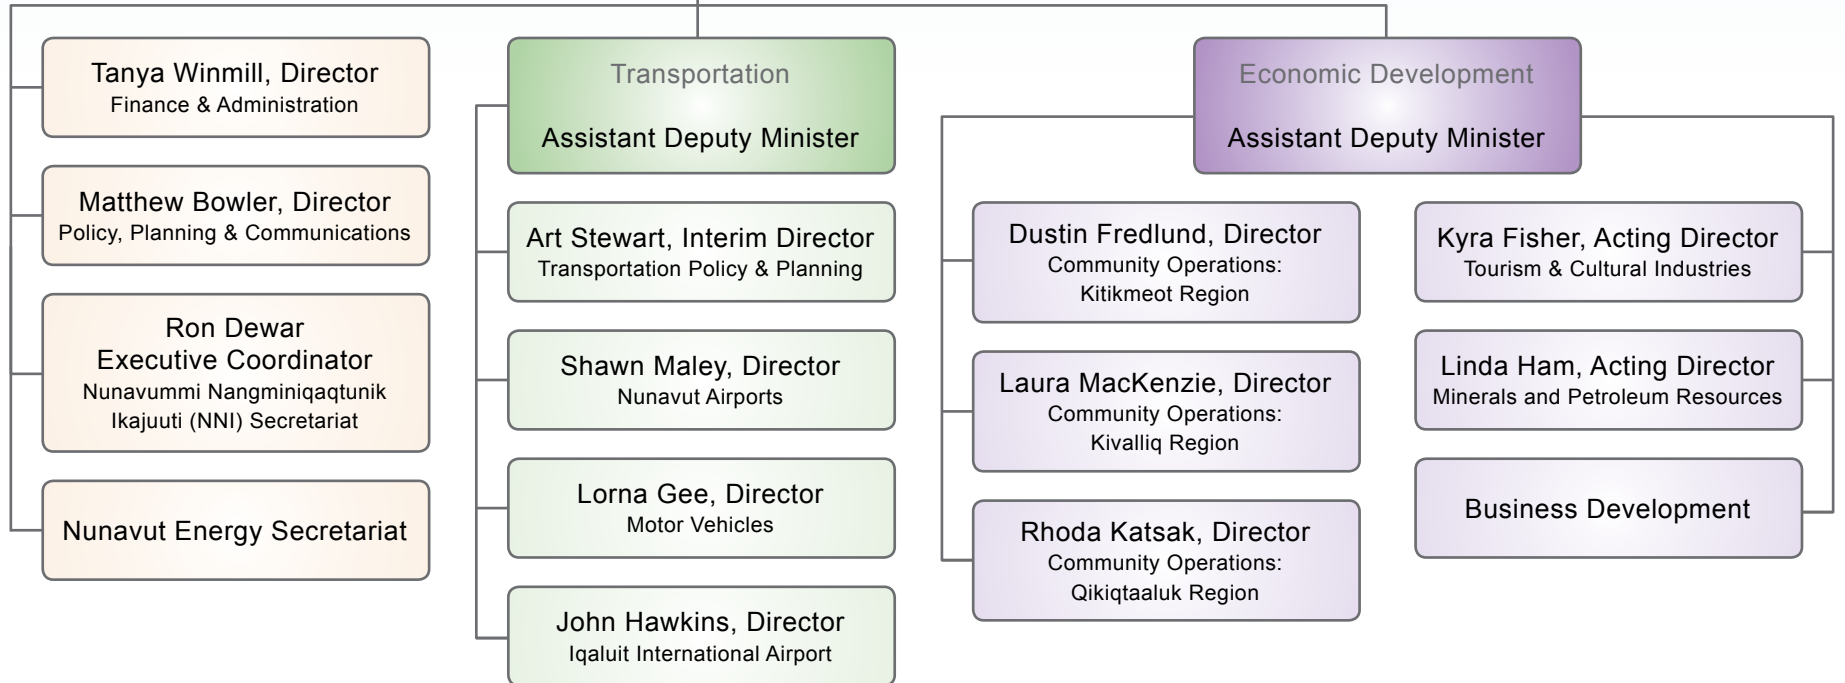 Tanya Winmill, Director
Finance & Administration
Matthew Bowler, Director
Policy, Planning & Communications
Ron Dewar
Executive Coordinator
Nunavummi Nangminiqaqtunik
Ikajuuti (NNI) Secretariat
Nunavut Energy Secretariat
Transportation
Assistant Deputy Minister
Art Stewart, Interim Director
Transportation Policy & Planning
Shawn Maley, Director
Nunavut Airports
Lorna Gee, Director
Motor Vehicles
John Hawkins, Director
Iqaluit International Airport
Economic Development
Assistant Deputy Minister
Dustin Fredlund, Director
Community Operations:
Kitikmeot Region
Laura MacKenzie, Director
Community Operations:
Kivalliq Region
Rhoda Katsak, Director
Community Operations:
Qikiqtaaluk Region
Kyra Fisher, Acting Director
Tourism & Cultural Industries
Linda Ham, Acting Director
Minerals and Petroleum Resources
Business Development